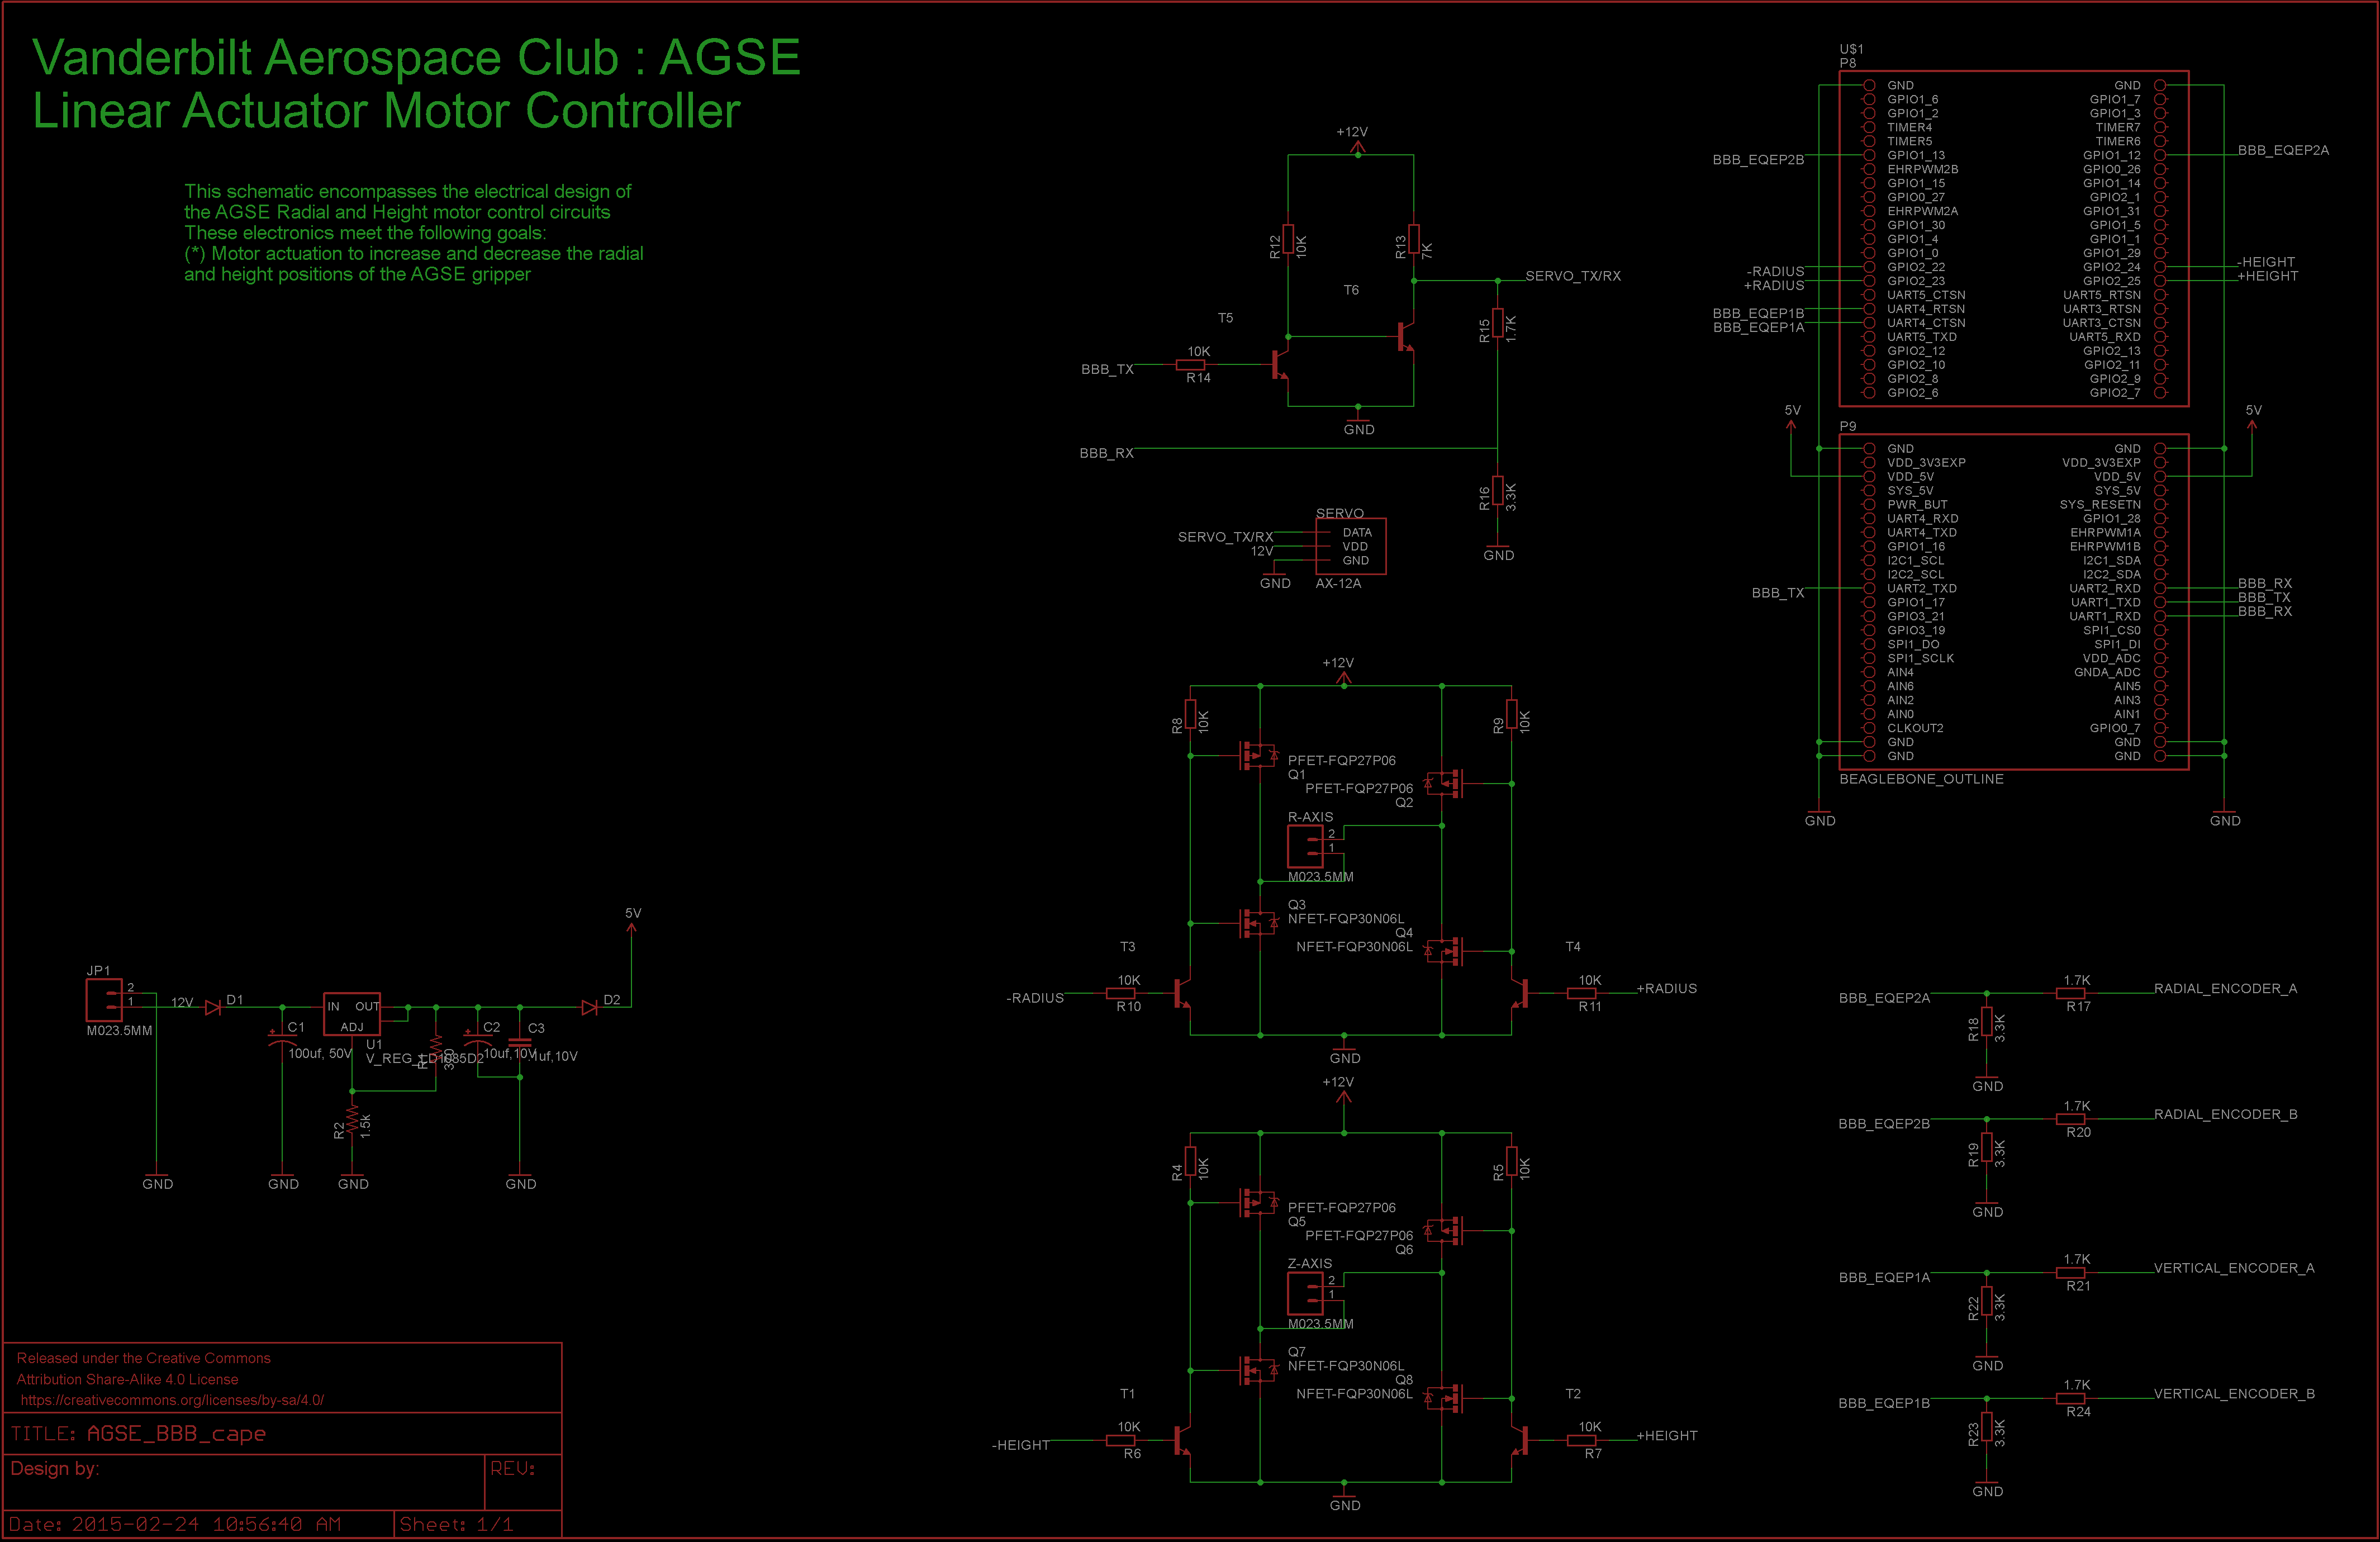 Vanderbilt Aerospace Club : AGSE
Linear Actuator Motor Controller
This schematic encompasses the electrical design of
the AGSE Radial and Height motor control circuits
These electronics meet the following goals:
(*) Motor actuation to increase and decrease the radial
and height positions of the AGSE gripper
+12V
R12
10K
R13
7K
SERVO_TX/RX
T6
T5
R15
1.7K
BBB_TX
10K
R14
GND
BBB_RX
R16
3.3K
GND
SERVO
SERVO_TX/RX
12V
GND
DATA
VDD
GND
AX-12A
U$1
P8
GND GND
GPIO1_6 GPIO1_7
GPIO1_2 GPIO1_3
TIMER4 TIMER7
TIMER5 TIMER6
BBB_EQEP2B GPIO1_13 GPIO1_12 BBB_EQEP2A
EHRPWM2B GPIO0_26
GPIO1_15 GPIO1_14
GPIO0_27 GPIO2_1
EHRPWM2A GPIO1_31
GPIO1_30 GPIO1_5
GPIO1_4 GPIO1_1
GPIO1_0 GPIO1_29
-RADIUS GPIO2_22 GPIO2_24 -HEIGHT
+RADIUS GPIO2_23 GPIO2_25 +HEIGHT
UART5_CTSN UART5_RTSN
BBB_EQEP1B UART4_RTSN UART3_RTSN
BBB_EQEP1A UART4_CTSN UART3_CTSN
UART5_TXD UART5_RXD
GPIO2_12 GPIO2_13
GPIO2_10 GPIO2_11
GPIO2_8 GPIO2_9
GPIO2_6 GPIO2_7
5V 5V
P9
GND GND
VDD_3V3EXP VDD_3V3EXP
VDD_5V VDD_5V
SYS_5V SYS_5V
PWR_BUT SYS_RESETN
UART4_RXD GPIO1_28
UART4_TXD EHRPWM1A
GPIO1_16 EHRPWM1B
I2C1_SCL I2C1_SDA
I2C2_SCL I2C2_SDA
BBB_TX UART2_TXD UART2_RXD BBB_RX
GPIO1_17 UART1_TXD BBB_TX
GPIO3_21 UART1_RXD BBB_RX
GPIO3_19 SPI1_CS0
SPI1_DO SPI1_DI
SPI1_SCLK VDD_ADC
AIN4 GNDA_ADC
AIN6 AIN5
AIN2 AIN3
AIN0 AIN1
CLKOUT2 GPIO0_7
GND GND
GND GND
BEAGLEBONE_OUTLINE
GND GND
+12V
R8
10K
R9
10K
PFET-FQP27P06
Q1
PFET-FQP27P06
Q2
R-AXIS
2
1
M023.5MM
Q3
NFET-FQP30N06L
Q4
NFET-FQP30N06L
T3
T4
-RADIUS
10K
R10
10K
R11
+RADIUS
GND
+12V
R4
10K
R5
10K
PFET-FQP27P06
Q5
PFET-FQP27P06
Q6
Z-AXIS
2
1
M023.5MM
Q7
NFET-FQP30N06L
Q8
NFET-FQP30N06L
T1
T2
-HEIGHT
10K
R6
10K
R7
+HEIGHT
GND
5V
JP1
2
1
M023.5MM
12V
D1
IN OUT
ADJ
U1
V_REG_LD1085D2
C1
100uf, 50V
R1
C2
10uf,10V
C3
.1uf,10V
D2
R2
1.5k
GND
GND
GND
GND
BBB_EQEP2A
1.7K
R17
RADIAL_ENCODER_A
R18
3.3K
GND
BBB_EQEP2B
1.7K
R20
RADIAL_ENCODER_B
R19
3.3K
GND
BBB_EQEP1A
1.7K
R21
VERTICAL_ENCODER_A
R22
3.3K
GND
BBB_EQEP1B
1.7K
R24
VERTICAL_ENCODER_B
R23
3.3K
GND
Released under the Creative Commons
Attribution Share-Alike 4.0 License
https://creativecommons.org/licenses/by-sa/4.0/
TITLE: AGSE_BBB_cape
Design by:
REV:
Date: 2015-02-24 10:56:40 AM
Sheet: 1/1